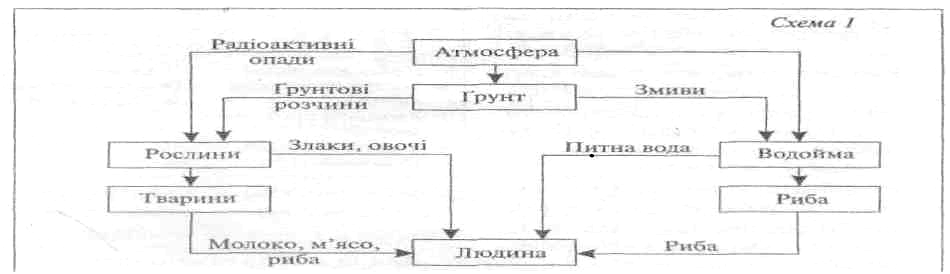 Схема 1
Радіоактивні
опади
Атмосфера
Ґрунтові
розчини
Ґрунт
Змиви
Рослини
Злаки, овочі
Питна вода
Водойма
Тварини
Риба
Молоко, м'ясо,
риба
Людина
Риба